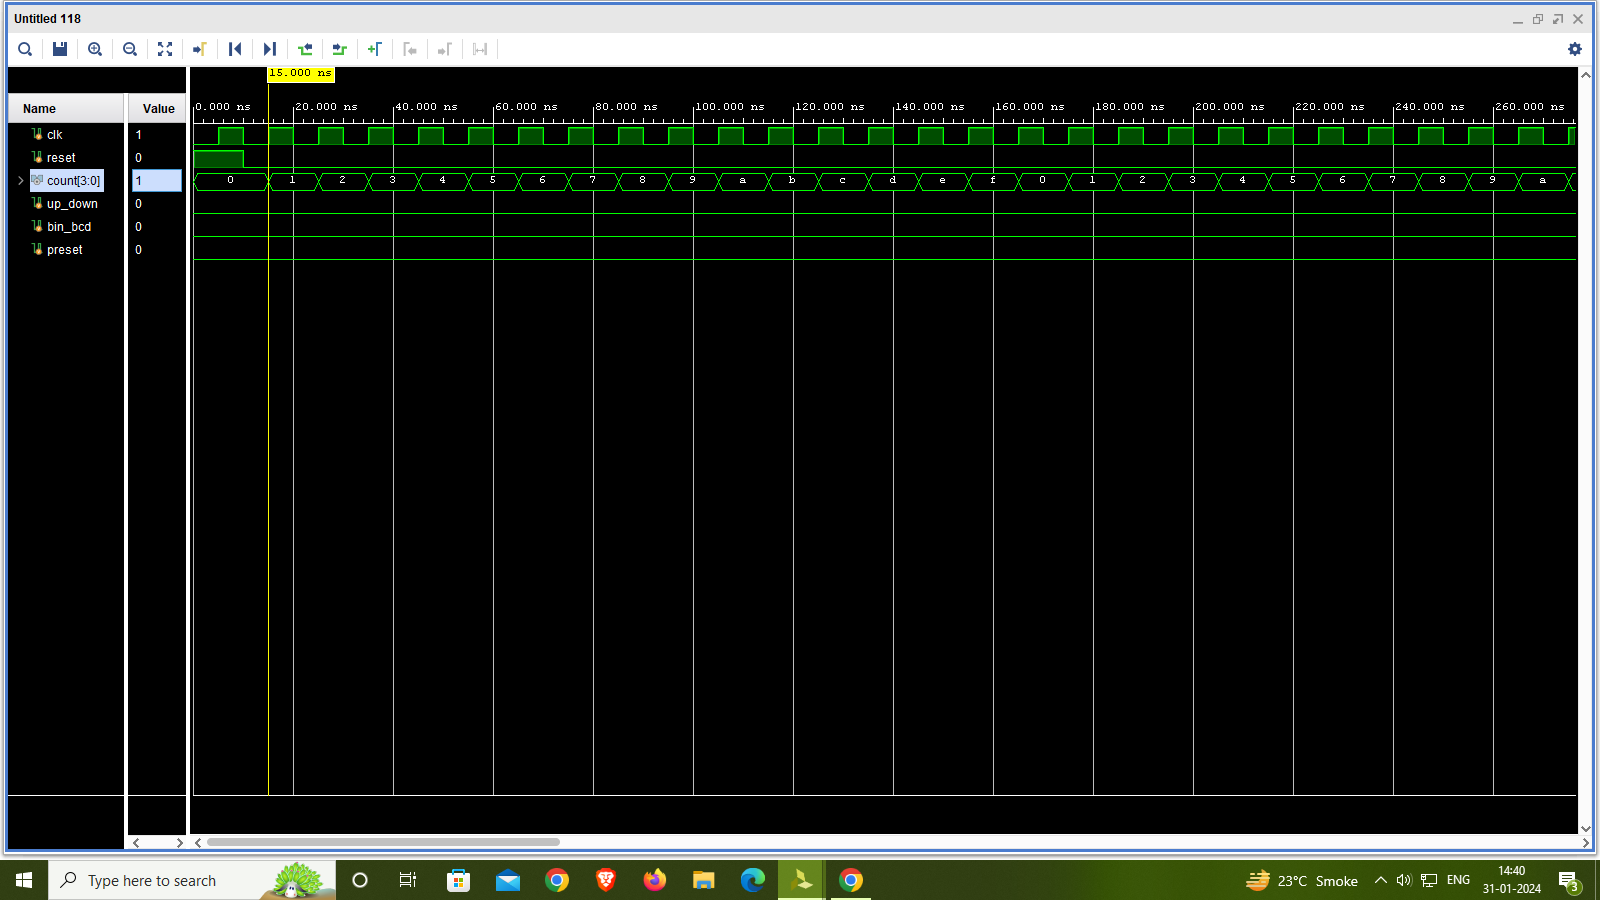 Untitled 118
15.000 ns
Name Value
0.000 ns 20.000 ns 40.000 ns 60.000 ns 80.000 ns 100.000 ns 120.000 ns 140.000 ns 160.000 ns 180.000 ns 200.000 ns 220.000 ns 240.000 ns 260.000 ns
clk 1
reset 0
count[3:0] 1 0 1 2 3 4 5 6 7 8 9 a b c d e f 0 1 2 3 4 5 6 7 8 9 a
up_down 0
bin_bcd 0
preset 0
Type here to search 23°C Smoke ENG 14:40
31-01-2024
3